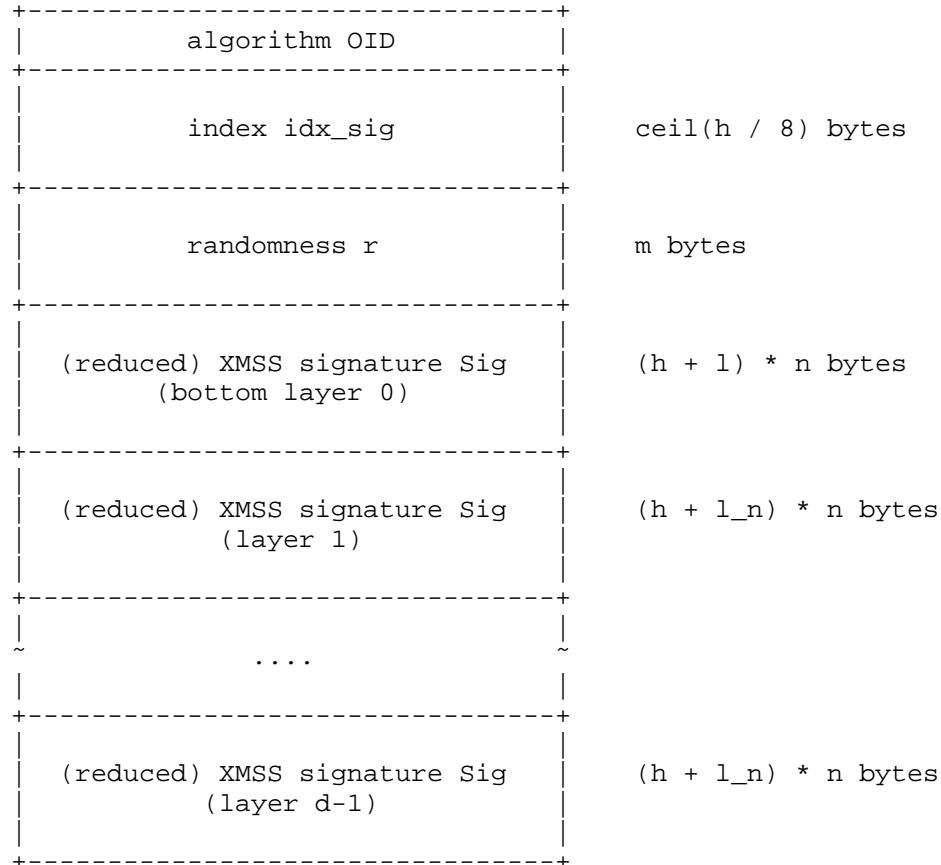 algorithm OID
index idx_sig ceil(h / 8) bytes
randomness r m bytes
(reduced) XMSS signature Sig (h + l) * n bytes
(bottom layer 0)
(reduced) XMSS signature Sig (h + l_n) * n bytes
(layer 1)
....
(reduced) XMSS signature Sig (h + l_n) * n bytes
(layer d-1)